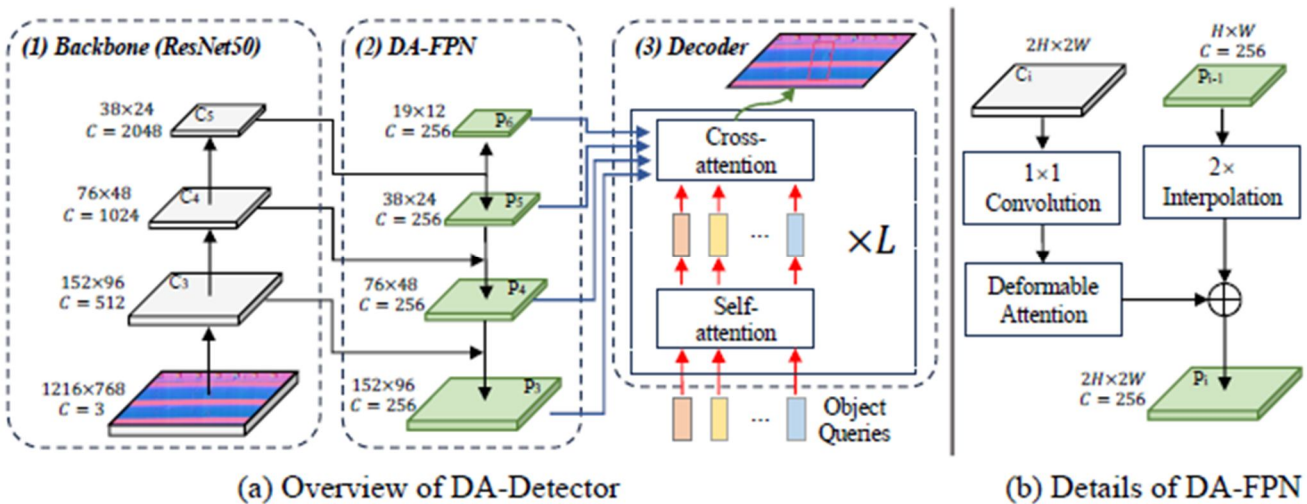 (1) Backbone (ResNet50)
38×24
C = 2048
C5
76×48
C = 1024
C4
152×96
C = 512
C3
1216×768
C = 3
(2) DA-FPN
19×12
C = 256
P6
38×24
C = 256
P5
76×48
C = 256
P4
152×96
C = 256
P3
(3) Decoder
Cross-
attention
...
×L
Self-
attention
...
Object
Queries
(a) Overview of DA-Detector
2H×2W
Ci
H×W
C = 256
Pi-1
1×1
Convolution
2×
Interpolation
Deformable
Attention
2H×2W
C = 256
Pi
(b) Details of DA-FPN